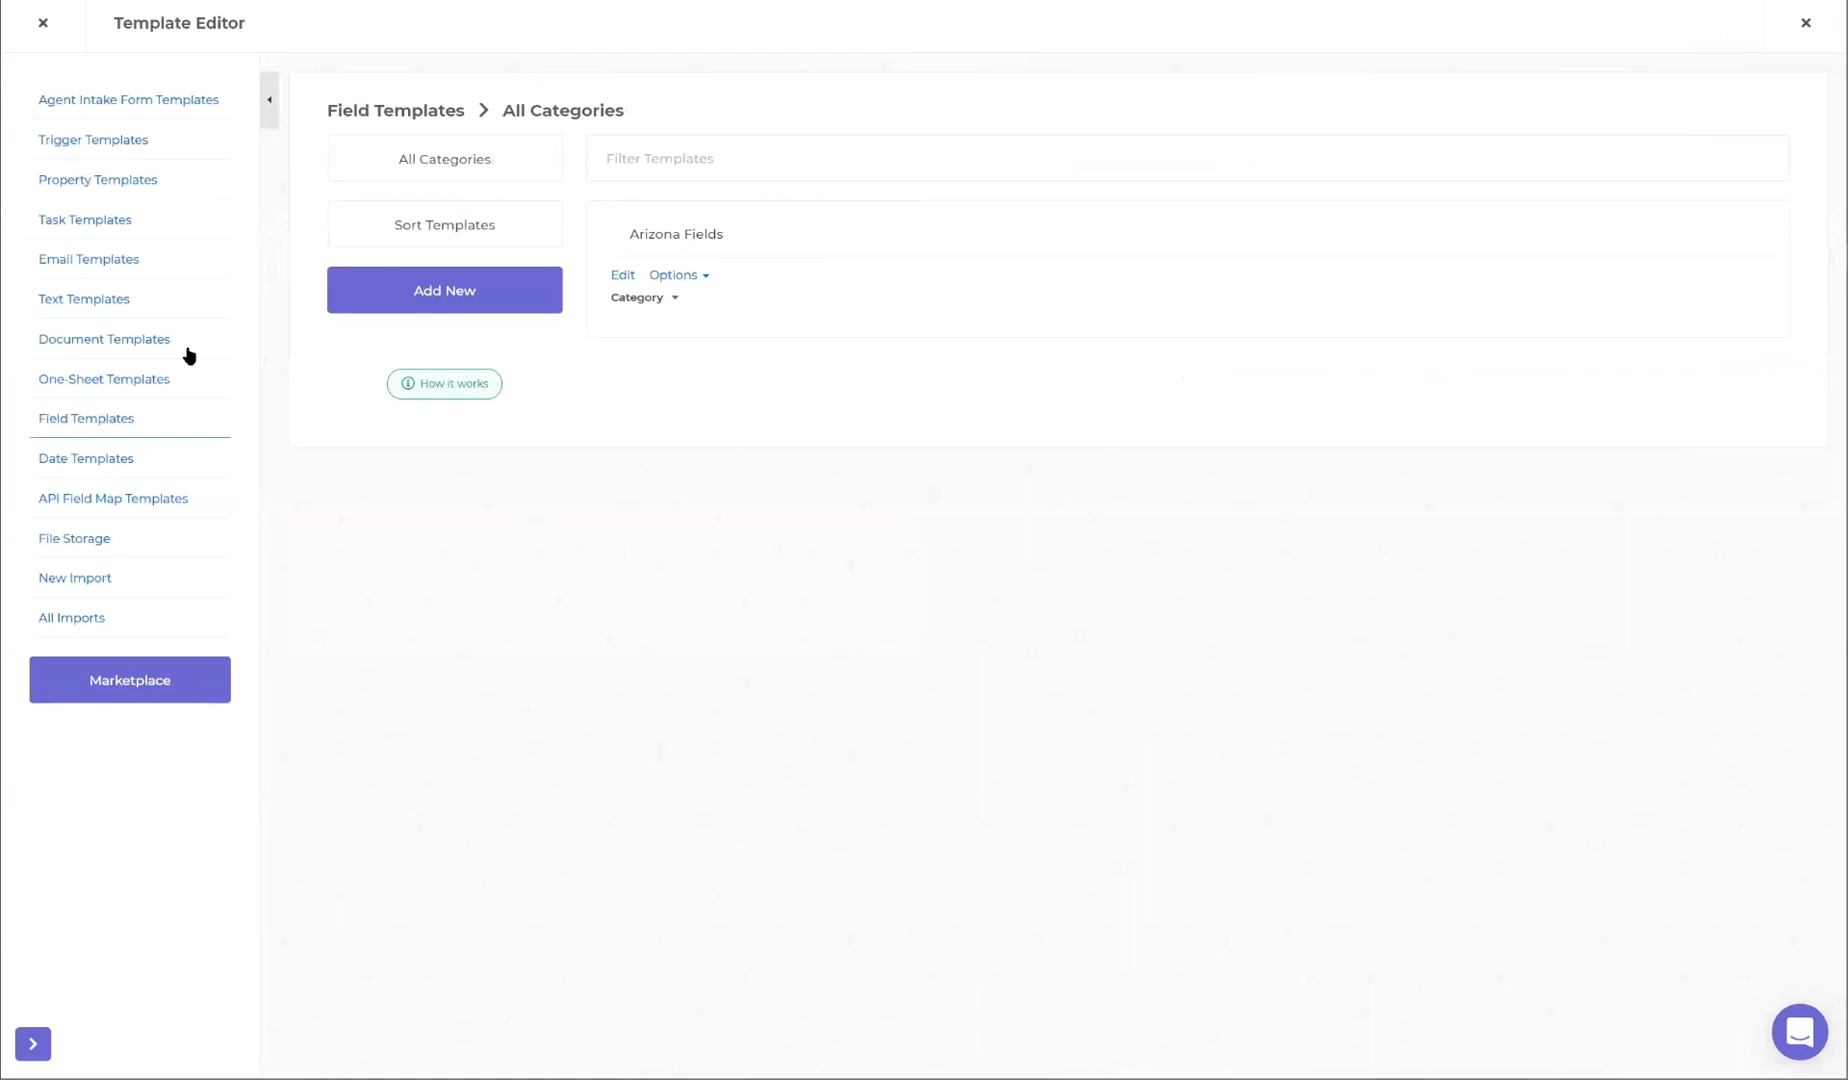 Template Editor
Agent Intake Form Templates
Trigger Templates
Property Templates
Task Templates
Email Templates
Text Templates
Document Templates
One-Sheet Templates
Field Templates
Date Templates
API Field Map Templates
File Storage
New Import
All Imports
Marketplace
Field Templates > All Categories
All Categories
Filter Templates
Sort Templates
Add New
How it works
Arizona Fields
Edit Options
Category